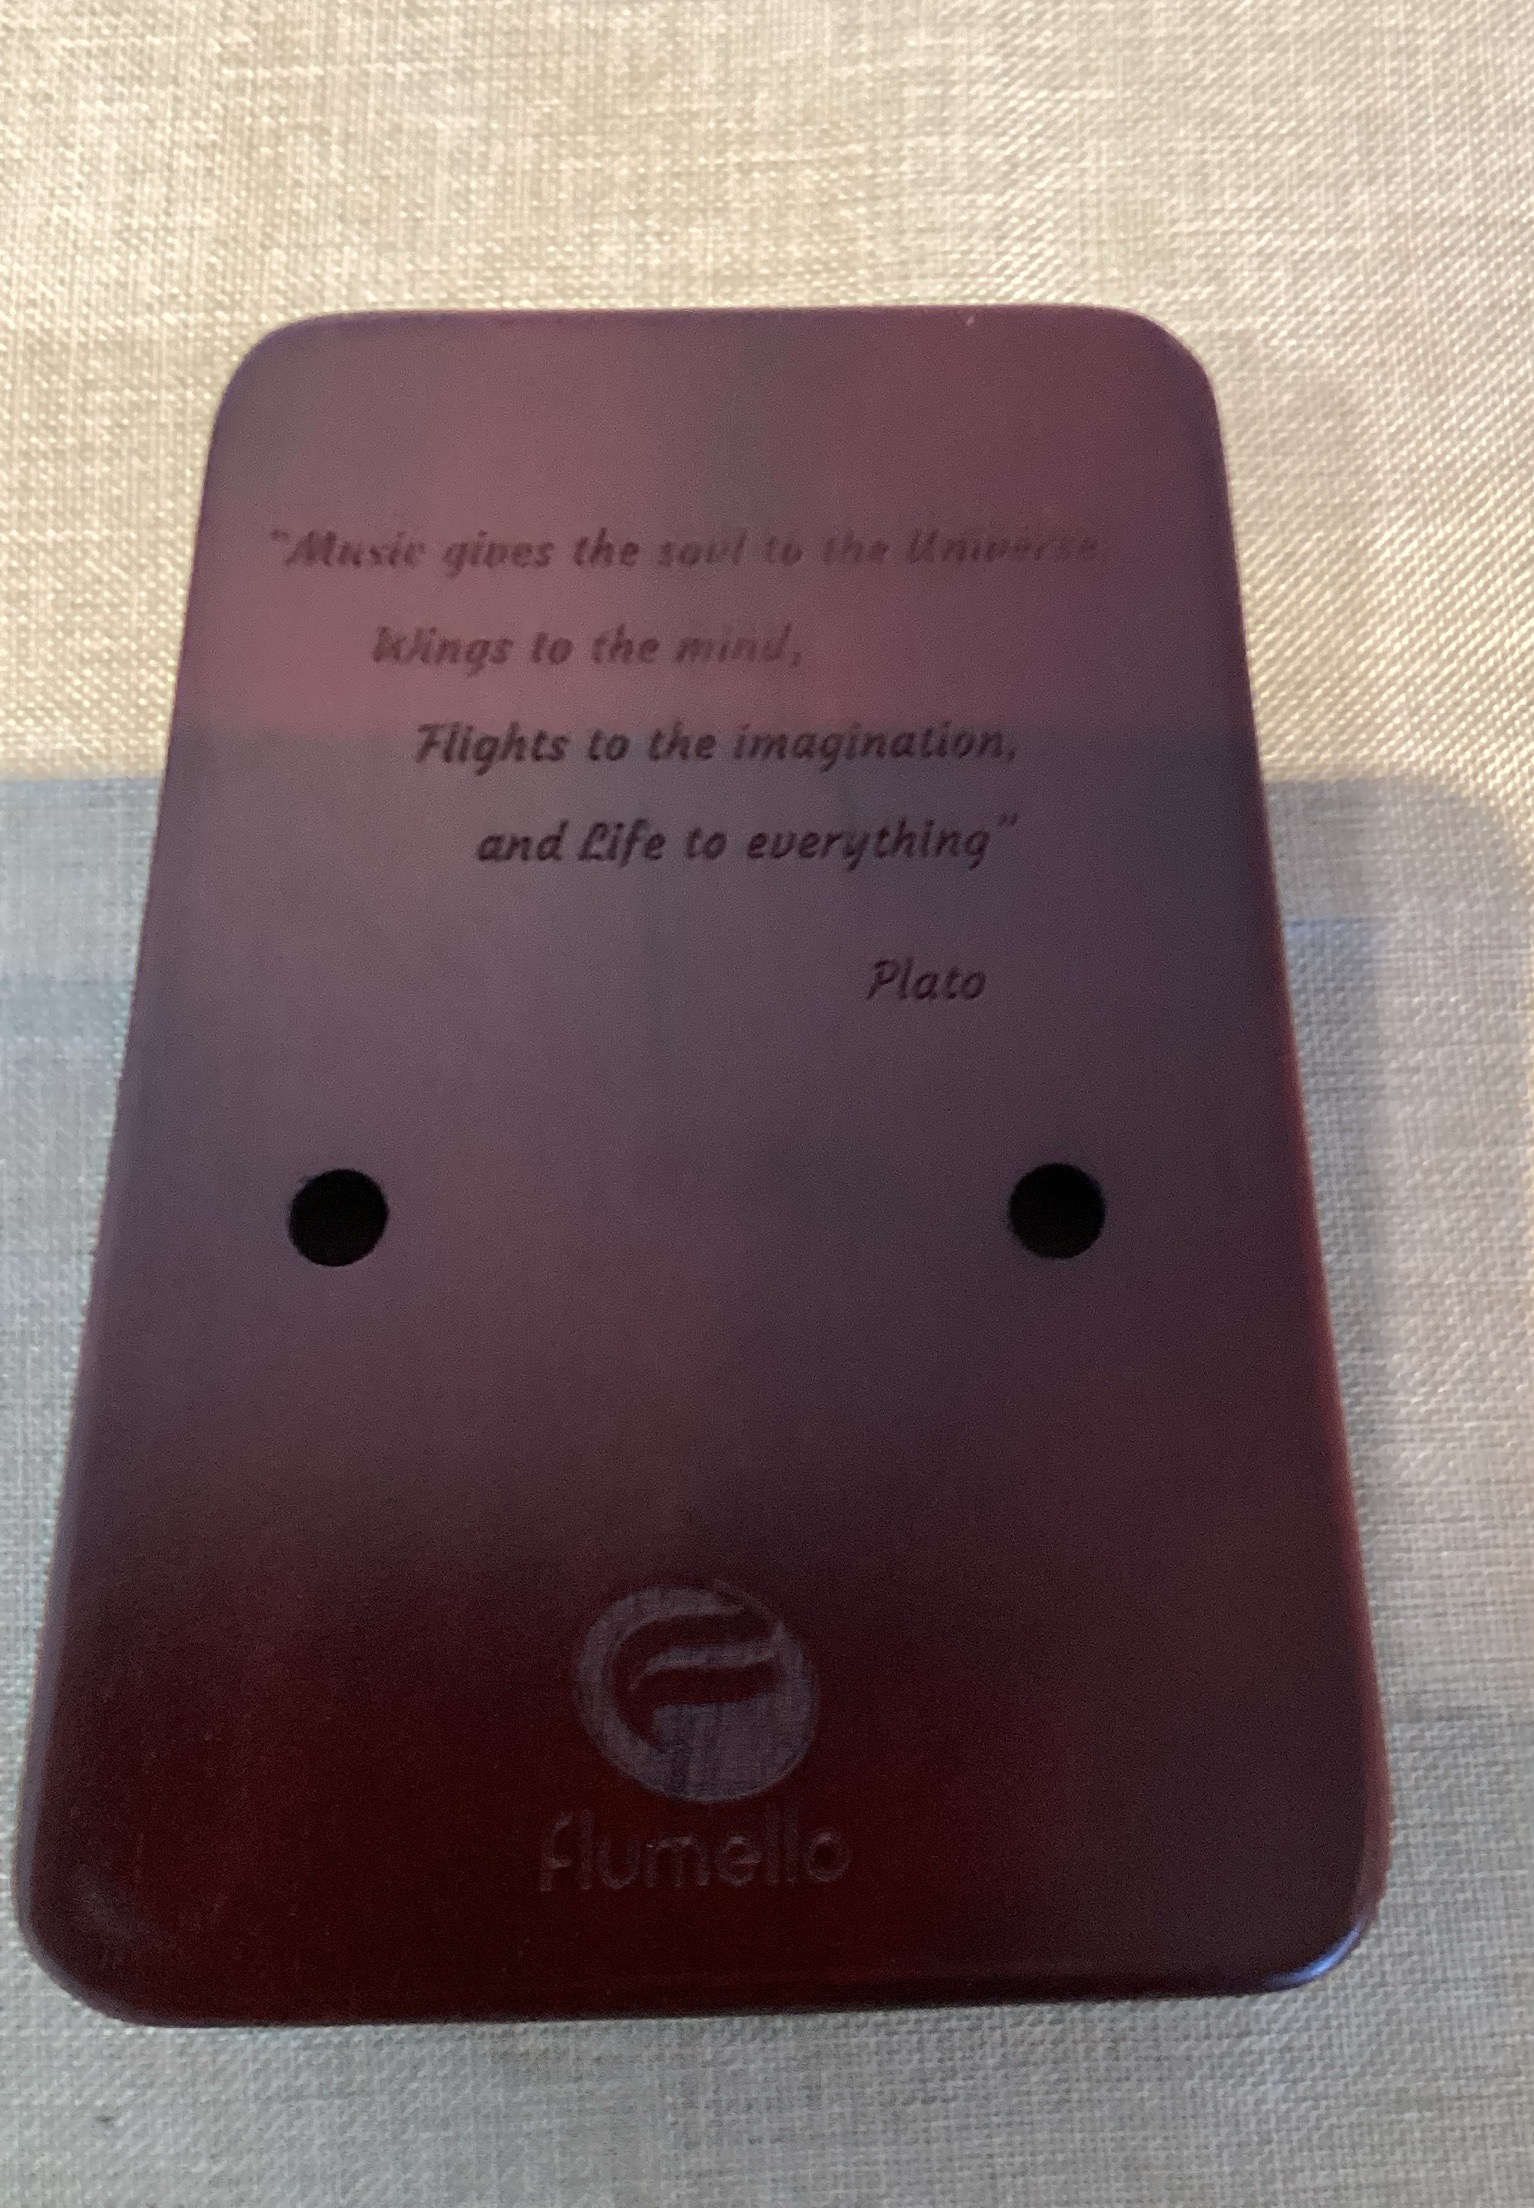 "Music gives the soul to the Universe,
Wings to the mind,
Flights to the imagination,
and Life to everything"
Plato
flumello